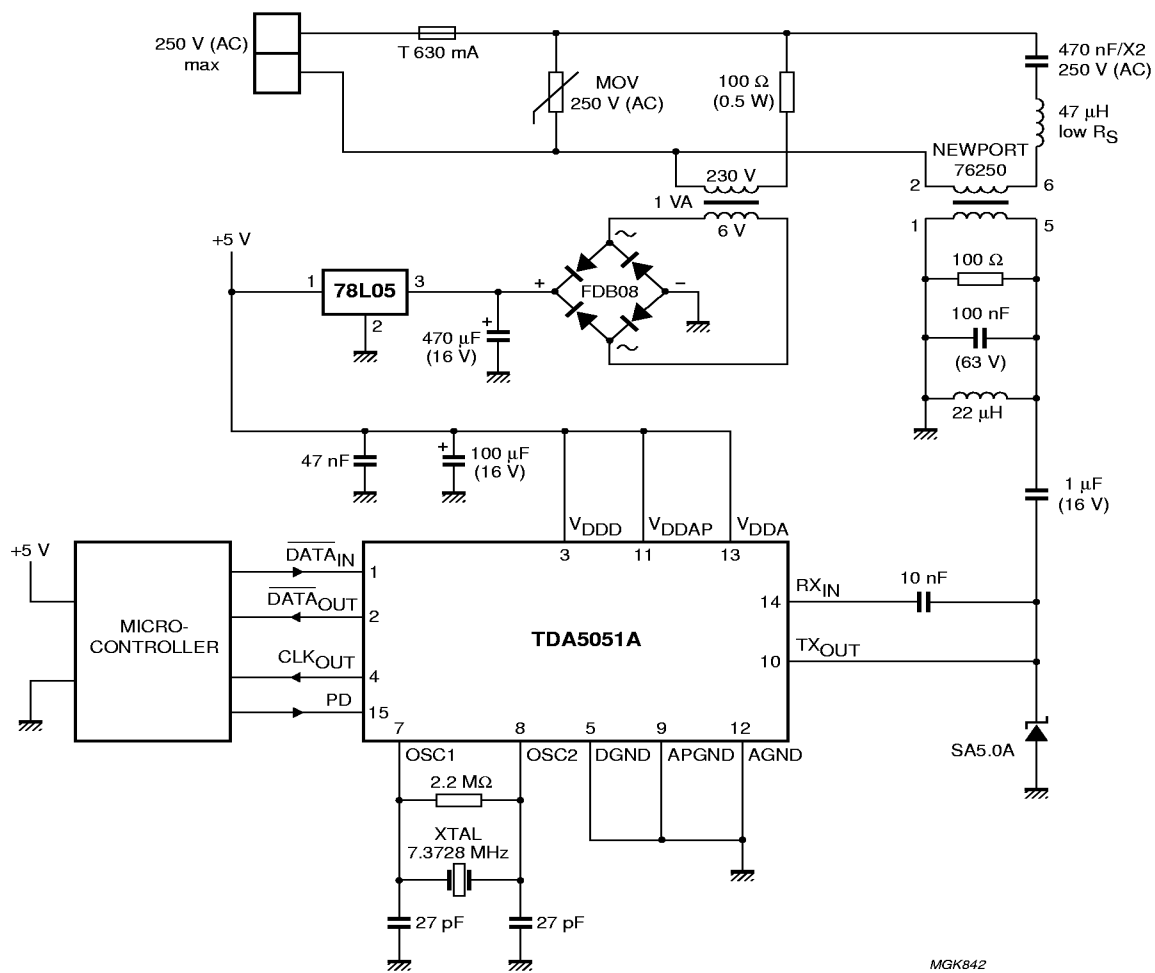 250 V (AC)
max
T 630 mA
MOV
250 V (AC)
100 Ω
(0.5 W)
470 nF/X2
250 V (AC)
47 μH
low RS
NEWPORT
76250
2
6
1
5
230 V
1 VA
6 V
+5 V
1
78L05
3
2
+
470 μF
(16 V)
+
FDB08
−
∼
∼
100 Ω
100 nF
(63 V)
22 μH
47 nF
+
100 μF
(16 V)
1 μF
(16 V)
VDDD
VDDAP
VDDA
3
11
13
+5 V
MICRO-
CONTROLLER
DATAIN
1
DATAOUT
2
CLKOUT
4
PD
15
TDA5051A
14
RXIN
10 nF
10
TXOUT
SA5.0A
7
8
5
9
12
OSC1
OSC2
DGND
APGND
AGND
2.2 MΩ
XTAL
7.3728 MHz
27 pF
27 pF
MGK842